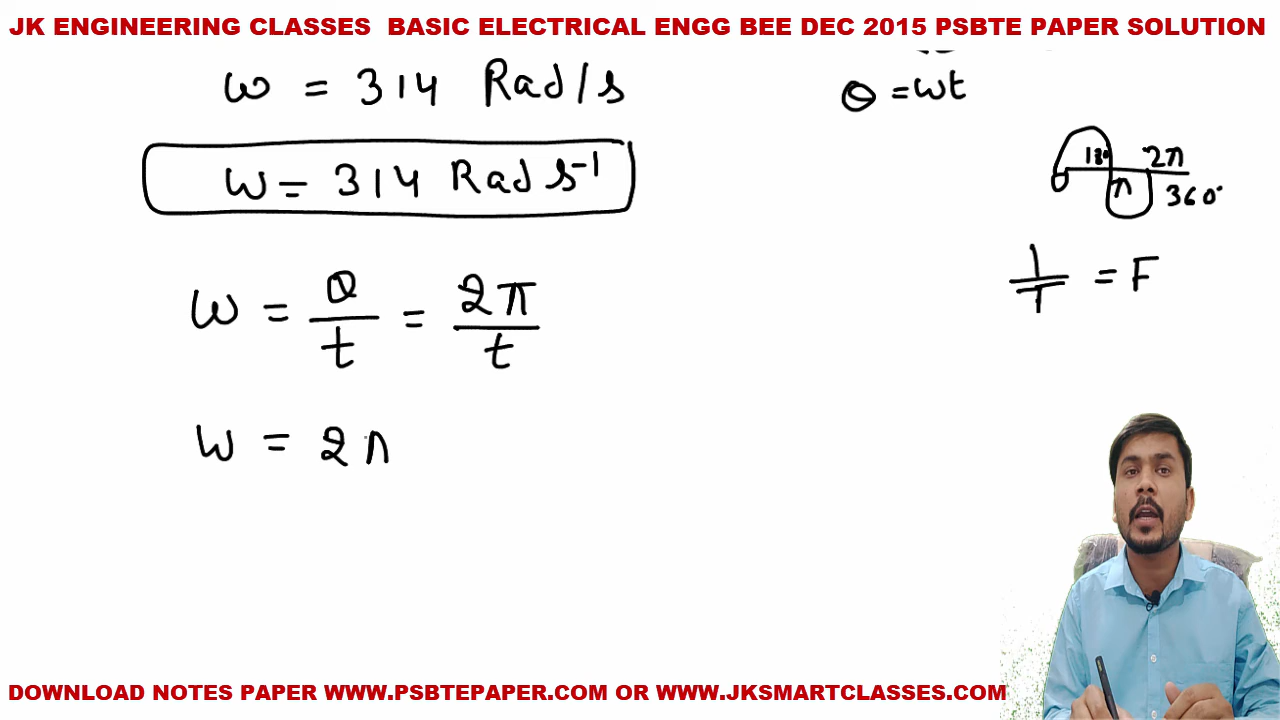 JK ENGINEERING CLASSES BASIC ELECTRICAL ENGG BEE DEC 2015 PSBTE PAPER SOLUTION
ω = 314 Rad/s
θ = ωt
ω = 314 Rad s⁻¹
180 2π
0 π 360°
ω = θ/t = 2π/t
1/T = F
ω = 2π
DOWNLOAD NOTES PAPER WWW.PSBTEPAPER.COM OR WWW.JKSMARTCLASSES.COM